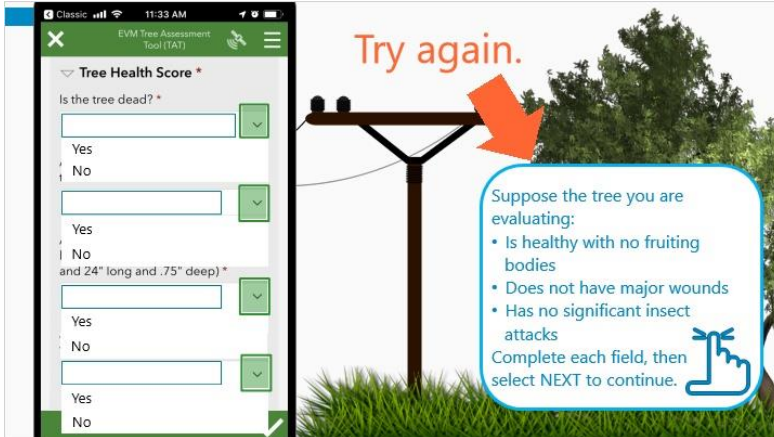 Classic 11:33 AM
EVM Tree Assessment
Tool (TAT)
Tree Health Score *
Is the tree dead? *
Yes
No
Yes
No
and 24" long and .75" deep) *
Yes
No
Yes
No
Try again.
Suppose the tree you are
evaluating:
• Is healthy with no fruiting
bodies
• Does not have major wounds
• Has no significant insect
attacks
Complete each field, then
select NEXT to continue.